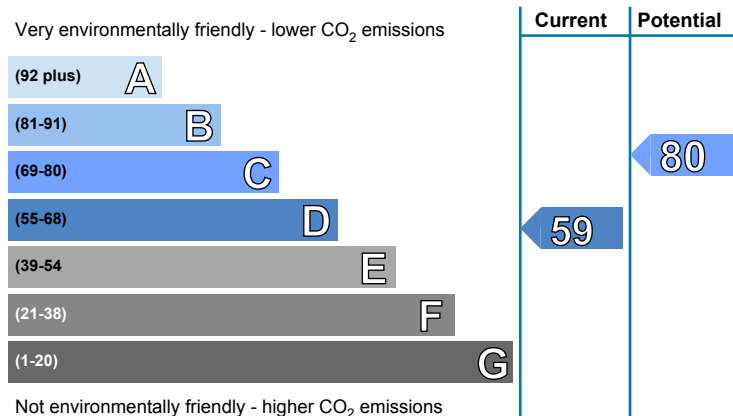 Very environmentally friendly - lower CO2 emissions
Current
Potential
(92 plus) A
(81-91) B
(69-80) C
80
(55-68) D
59
(39-54 E
(21-38) F
(1-20) G
Not environmentally friendly - higher CO2 emissions